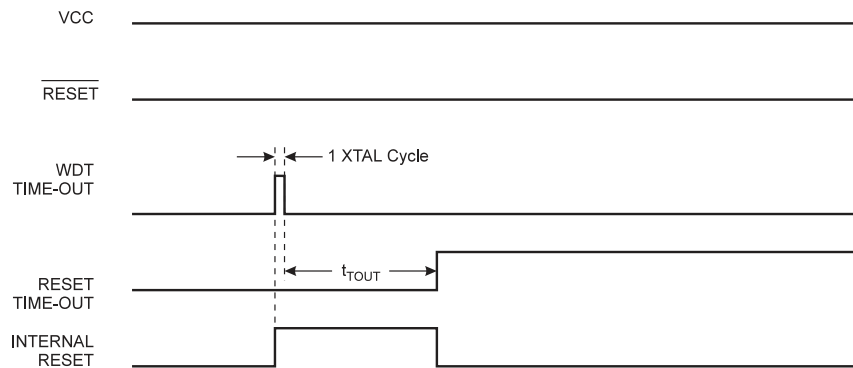 VCC
RESET
1 XTAL Cycle
WDT
TIME-OUT
tTOUT
RESET
TIME-OUT
INTERNAL
RESET